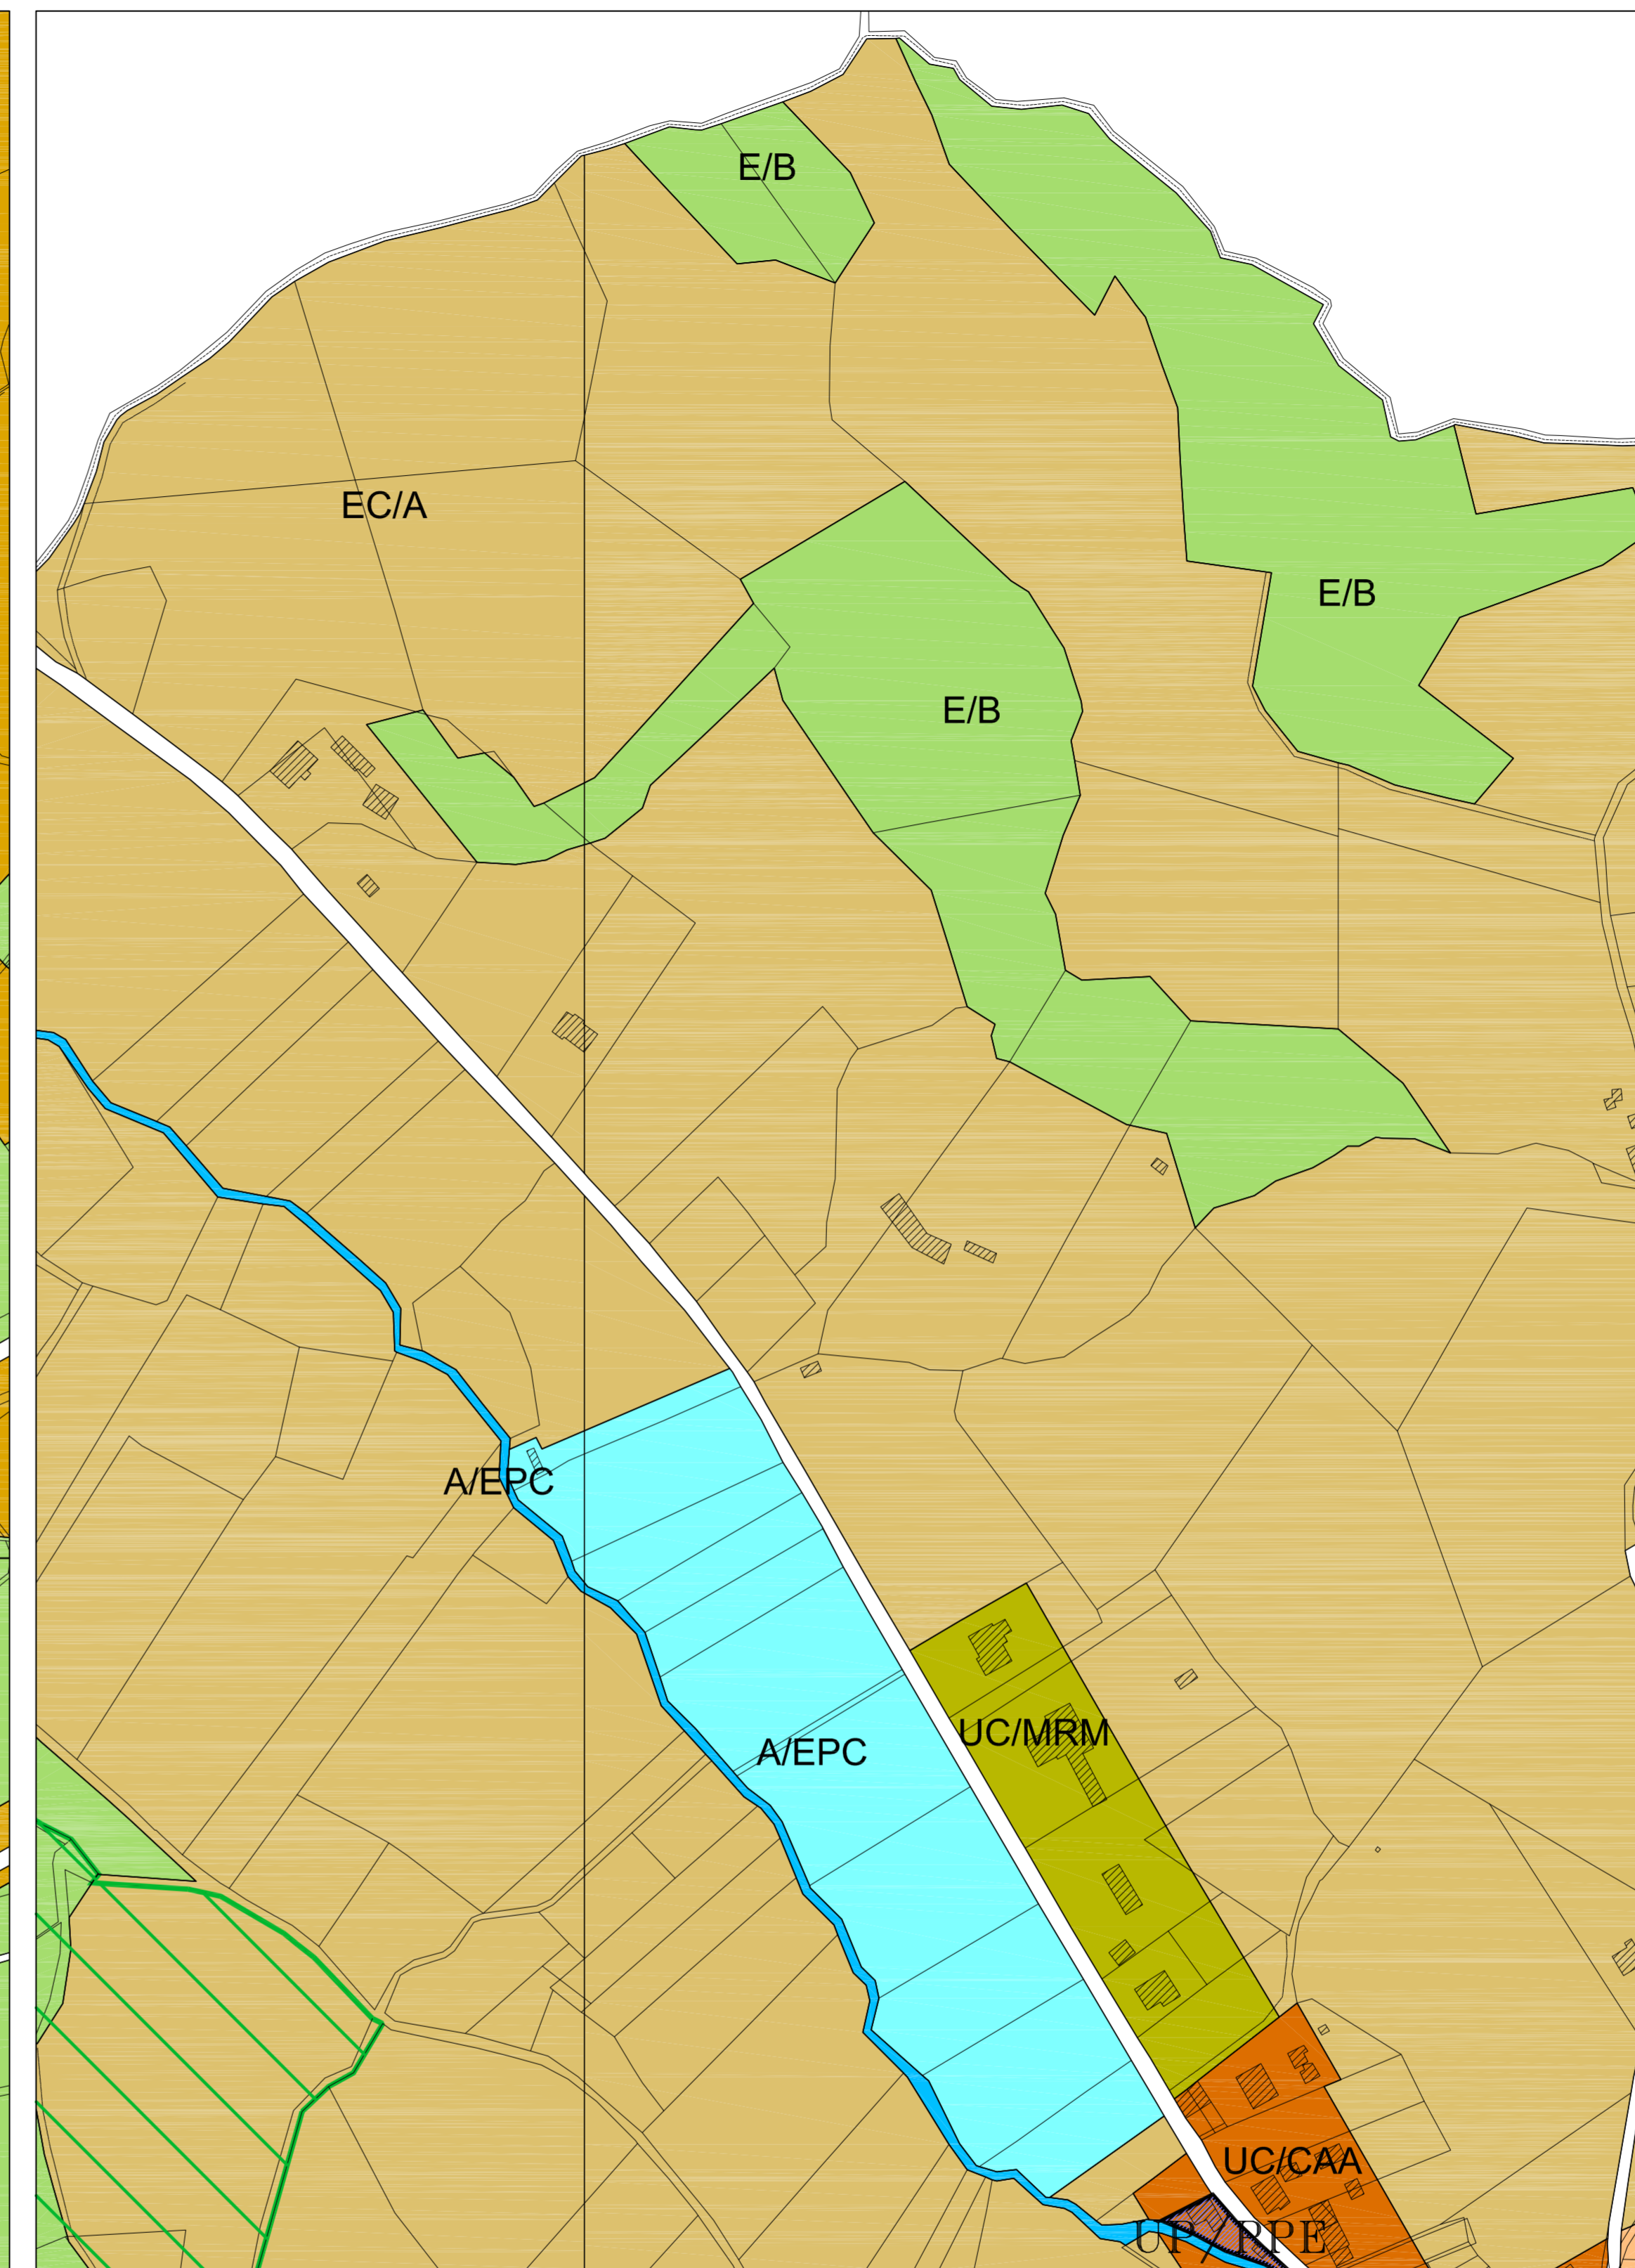 E/B
EC/A
E/B
E/B
A/EPC
UC/MRM
A/EPC
UC/CAA
UP/PPE